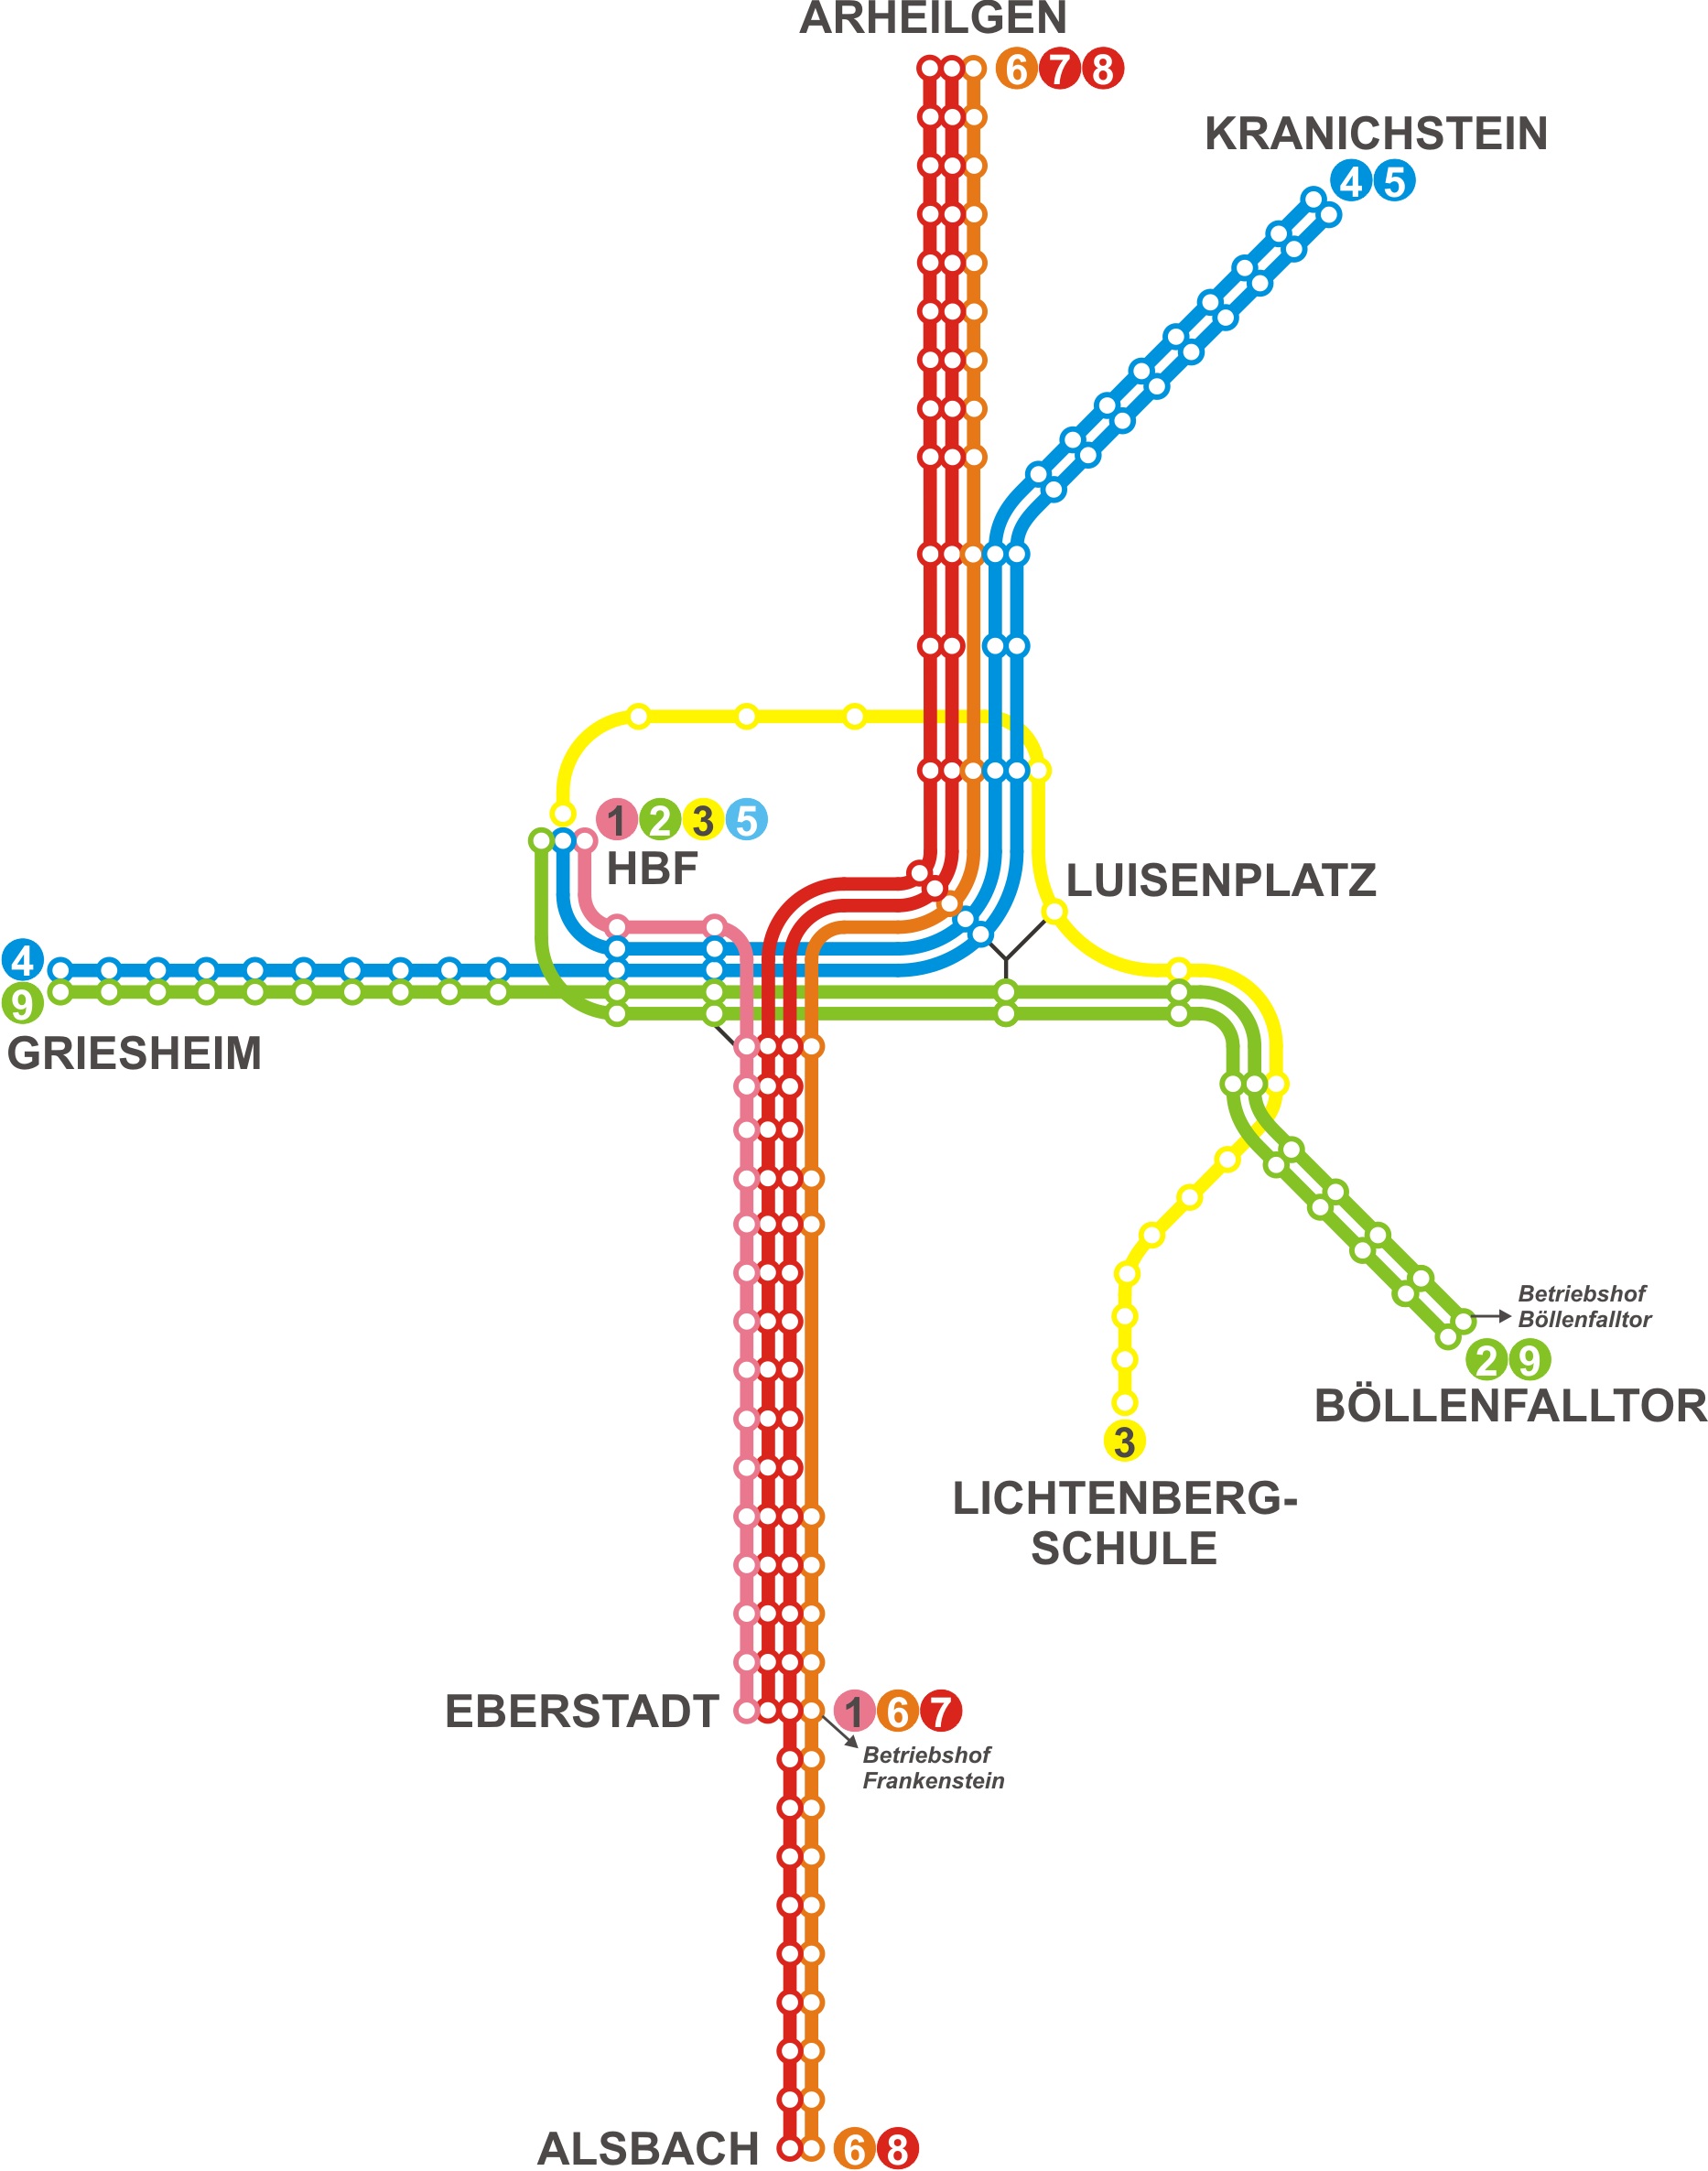 ARHEILGEN
6 7 8
KRANICHSTEIN
4 5
1 2 3 5
HBF
LUISENPLATZ
4
9
GRIESHEIM
Betriebshof
Böllenfalltor
2 9
BÖLLENFALLTOR
3
LICHTENBERG-
SCHULE
EBERSTADT
1 6 7
Betriebshof
Frankenstein
ALSBACH
6 8